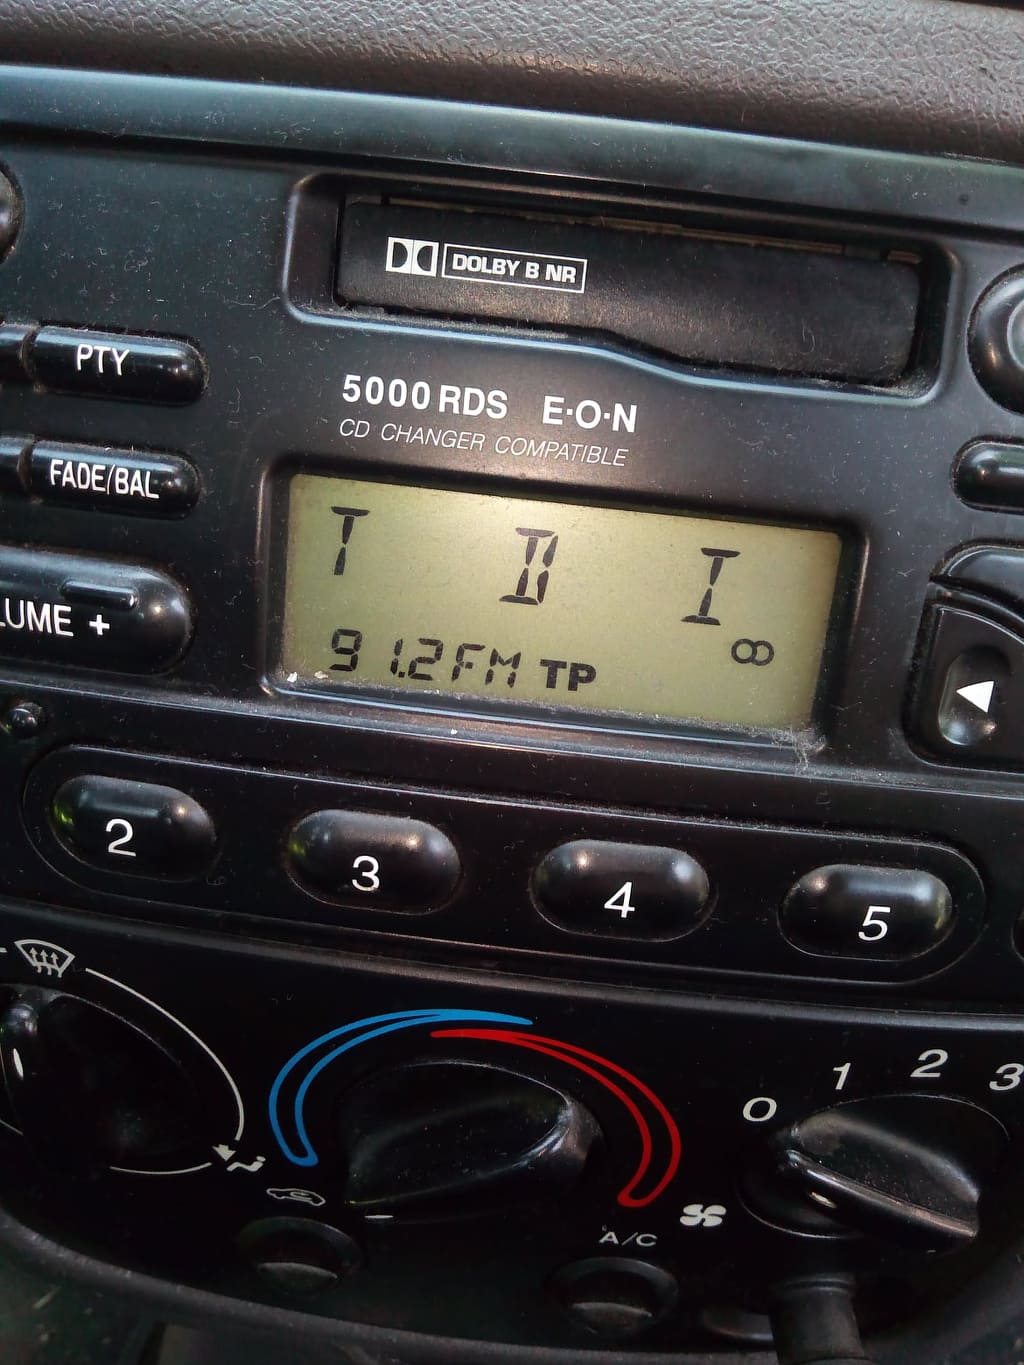 DOLBY B NR
PTY
5000 RDS E·O·N
CD CHANGER COMPATIBLE
FADE/BAL
T D I
91.2FM TP
LUME +
2 3 4 5
0 1 2 3
A/C